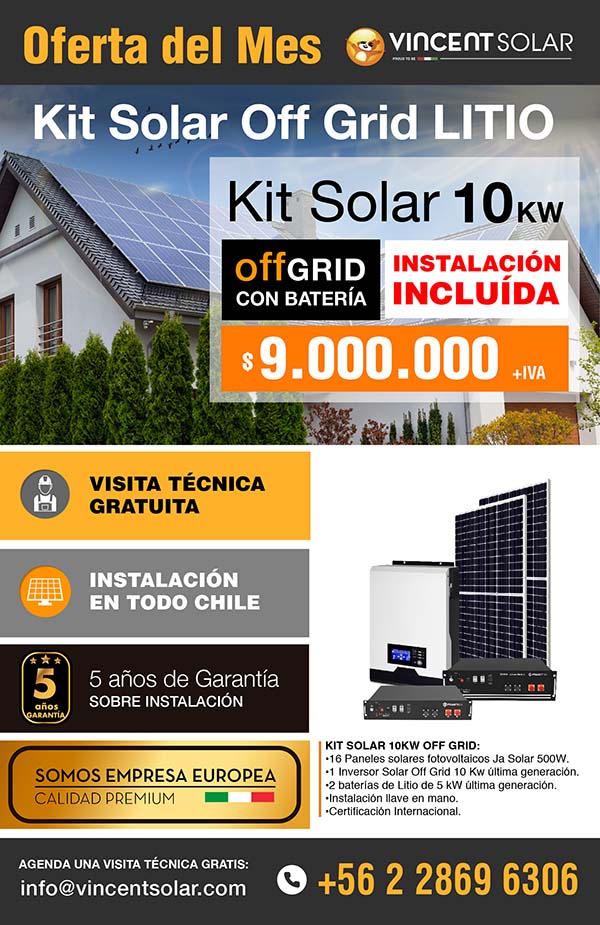 Oferta del Mes
VINCENTSOLAR
PROUD TO BE
Kit Solar Off Grid LITIO
Kit Solar 10KW
offGRID
CON BATERÍA
INSTALACIÓN
INCLUÍDA
$ 9.000.000 +IVA
VISITA TÉCNICA
GRATUITA
INSTALACIÓN
EN TODO CHILE
5
años
GARANTÍA
5 años de Garantía
SOBRE INSTALACIÓN
SOMOS EMPRESA EUROPEA
CALIDAD PREMIUM
KIT SOLAR 10KW OFF GRID:
•16 Paneles solares fotovoltaicos Ja Solar 500W.
•1 Inversor Solar Off Grid 10 Kw última generación.
•2 baterías de Litio de 5 kW última generación.
•Instalación llave en mano.
•Certificación Internacional.
AGENDA UNA VISITA TÉCNICA GRATIS:
info@vincentsolar.com
+56 2 2869 6306